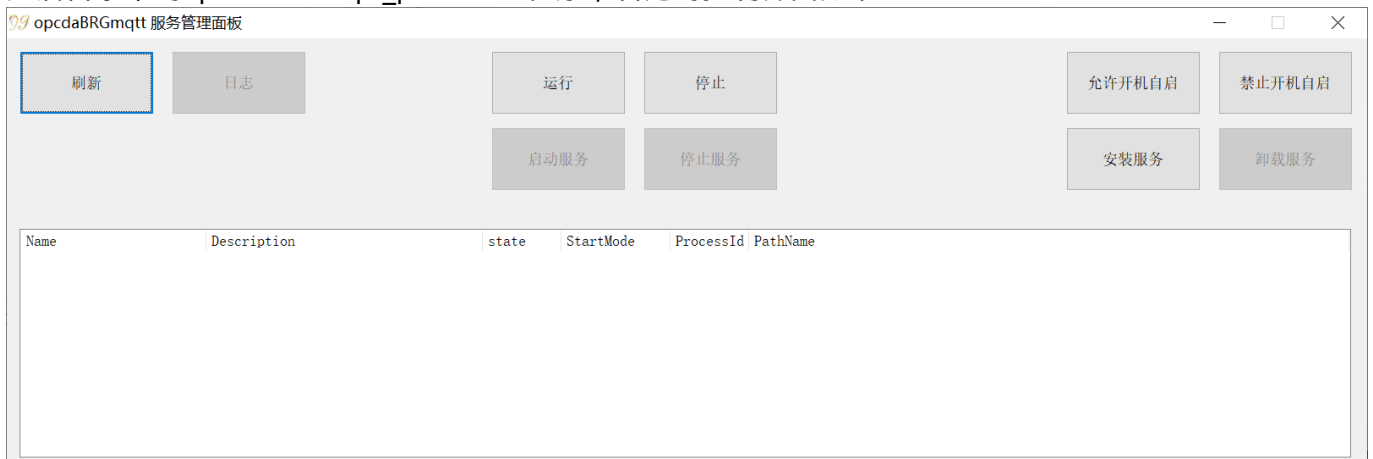 opcdaBRGmqtt 服务管理面板
刷新 日志 运行 停止 允许开机自启 禁止开机自启
启动服务 停止服务 安装服务 卸载服务
Name Description state StartMode ProcessId PathName